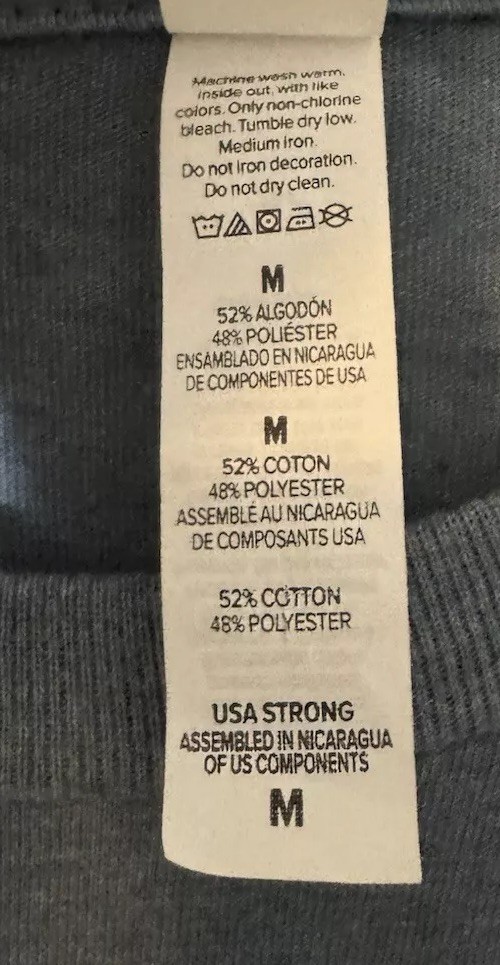 Machine wash warm,
inside out, with like
colors. Only non-chlorine
bleach. Tumble dry low.
Medium iron.
Do not iron decoration.
Do not dry clean.
M
52% ALGODÓN
48% POLIÉSTER
ENSAMBLADO EN NICARAGUA
DE COMPONENTES DE USA
M
52% COTON
48% POLYESTER
ASSEMBLÉ AU NICARAGUA
DE COMPOSANTS USA
52% COTTON
48% POLYESTER
USA STRONG
ASSEMBLED IN NICARAGUA
OF US COMPONENTS
M